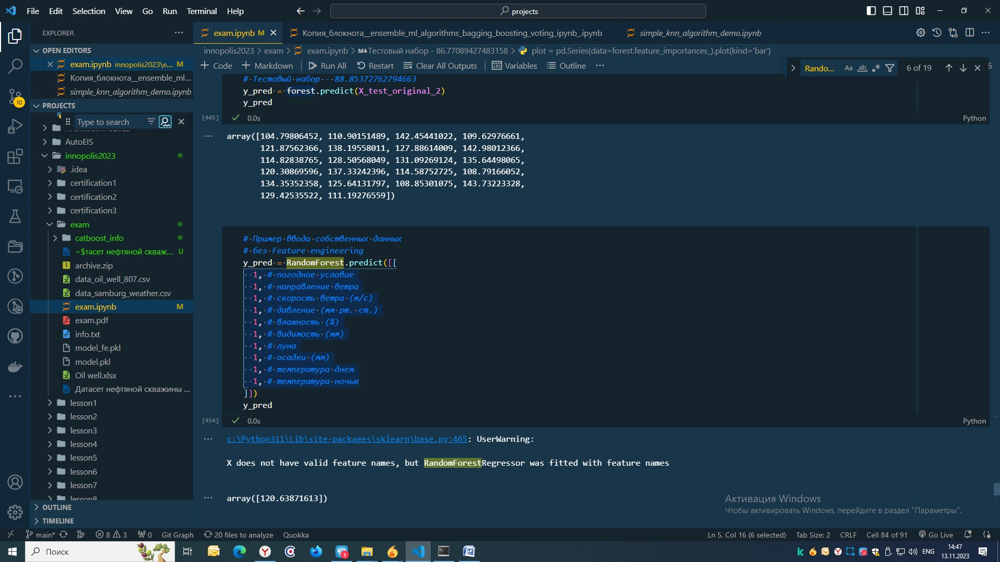 File Edit Selection View Go Run Terminal Help
projects
EXPLORER
exam.ipynb M
Копия_блокнота__ensemble_ml_algorithms_bagging_boosting_voting_ipynb_.ipynb
simple_knn_algorithm_demo.ipynb
OPEN EDITORS
exam.ipynb innopolis2023\e... M
Копия_блокнота__ensemble_ml...
simple_knn_algorithm_demo.ipynb
PROJECTS
Type to search
AutoEIS
innopolis2023
.idea
certification1
certification2
certification3
exam
catboost_info
~$тасет нефтяной скваж... U
archive.zip
data_oil_well_807.csv
data_samburg_weather.csv
exam.ipynb M
exam.pdf
info.txt
model_fe.pkl
model.pkl
Oil well.xlsx
Датасет нефтяной скважины ...
lesson1
lesson2
lesson3
lesson4
lesson5
lesson6
lesson7
lesson8
OUTLINE
TIMELINE
10
innopolis2023 > exam > exam.ipynb > M↓Тестовый набор - 86.77089427483158 > plot = pd.Series(data=forest.feature_importances_).plot(kind='bar')
+ Code + Markdown Run All Restart Clear All Outputs Variables Outline ...
Rando... Aa ab 6 of 19
# Тестовый набор - 88.85372762794663
y_pred = forest.predict(X_test_original_2)
y_pred
[445] 0.0s Python
array([104.79806452, 110.90151489, 142.45441022, 109.62976661,
121.87562366, 138.19558011, 127.88614009, 142.98012366,
114.82838765, 128.50568049, 131.09269124, 135.64498065,
120.30869596, 137.33242396, 114.58752725, 108.79166052,
134.35352358, 125.64131797, 108.85301075, 143.73223328,
129.42535522, 111.19276559])
# Пример ввода собственных данных
# без Feature engineering
y_pred = RandomForest.predict([[
1, # погодное условие
1, # направление ветра
1, # скорость ветра (м/с)
1, # давление (мм рт. ст.)
1, # влажность (%)
1, # видимость (мм)
1, # луна
1, # осадки (мм)
1, # температура днем
1, # температура ночью
]])
y_pred
[454] 0.0s Python
c:\Python311\Lib\site-packages\sklearn\base.py:465: UserWarning:
X does not have valid feature names, but RandomForestRegressor was fitted with feature names
array([120.63871613])
Активация Windows
Чтобы активировать Windows, перейдите в раздел "Параметры".
main* 8 3 0 Git Graph 20 files to analyze Quokka
Ln 5, Col 16 (6 selected) Tab Size: 2 CRLF Cell 84 of 91 Go Live
Поиск
ENG
14:47
13.11.2023